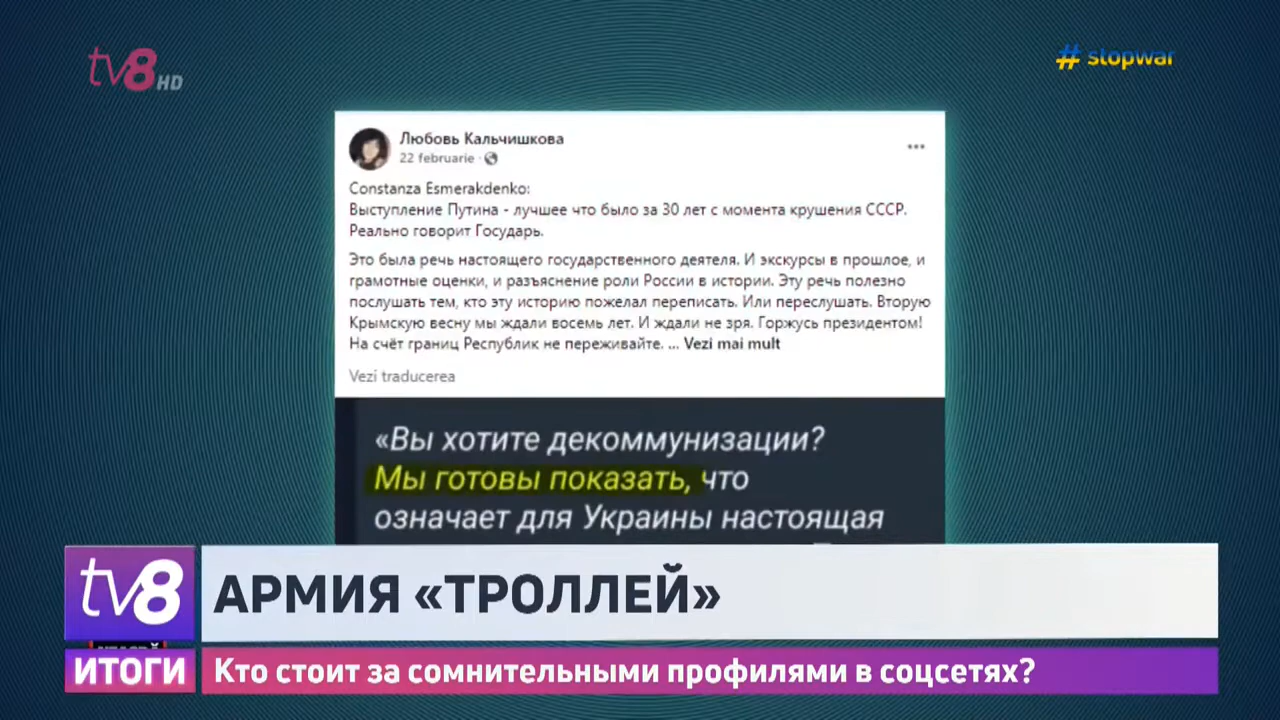 tv8 HD
# stopwar
Любовь Кальчишкова
22 februarie ·
Constanza Esmerakdenko:
Выступление Путина - лучшее что было за 30 лет с момента крушения СССР.
Реально говорит Государь.
Это была речь настоящего государственного деятеля. И экскурсы в прошлое, и
грамотные оценки, и разъяснение роли России в истории. Эту речь полезно
послушать тем, кто эту историю пожелал переписать. Или переслушать. Вторую
Крымскую весну мы ждали восемь лет. И ждали не зря. Горжусь президентом!
На счёт границ Республик не переживайте. ... Vezi mai mult
Vezi traducerea
«Вы хотите декоммунизации?
Мы готовы показать, что
означает для Украины настоящая
tv8
АРМИЯ «ТРОЛЛЕЙ»
ИТОГИ
Кто стоит за сомнительными профилями в соцсетях?